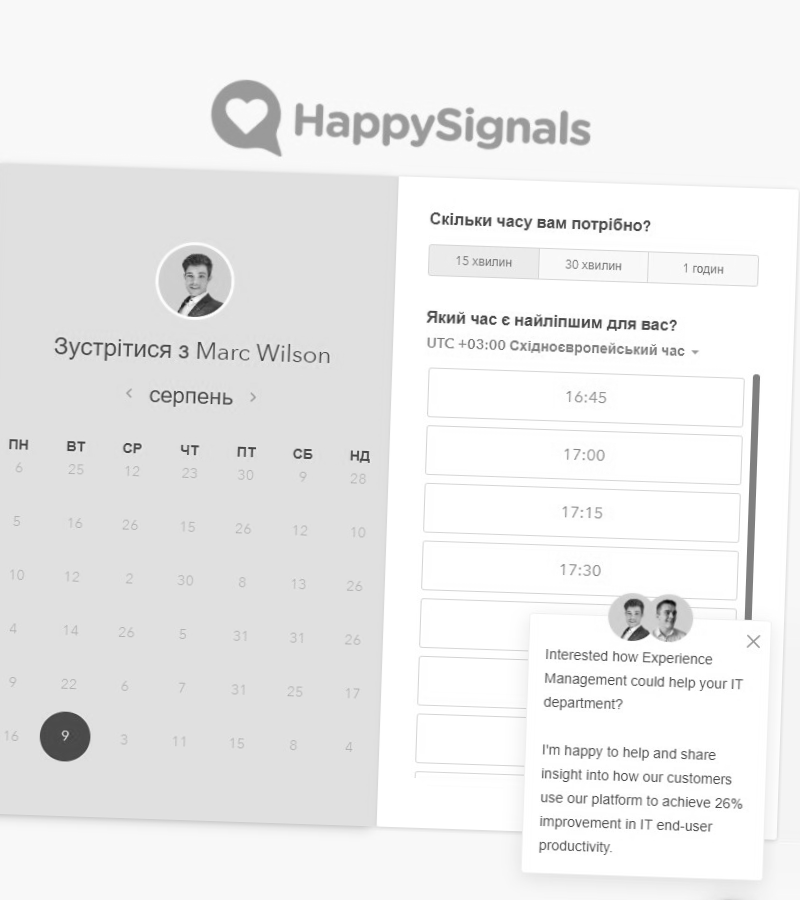 HappySignals
Зустрітися з Marc Wilson
серпень
ПН ВТ СР ЧТ ПТ СБ НД
6 25 12 23 30 9 28
5 16 26 15 26 12 10
10 12 2 30 8 13 26
4 14 26 5 31 31 26
9 22 6 7 31 25 17
16 9 3 11 15 8 4
Скільки часу вам потрібно?
15 хвилин 30 хвилин 1 годин
Який час є найліпшим для вас?
UTC +03:00 Східноєвропейський час
16:45
17:00
17:15
17:30
Interested how Experience
Management could help your IT
department?
I'm happy to help and share
insight into how our customers
use our platform to achieve 26%
improvement in IT end-user
productivity.